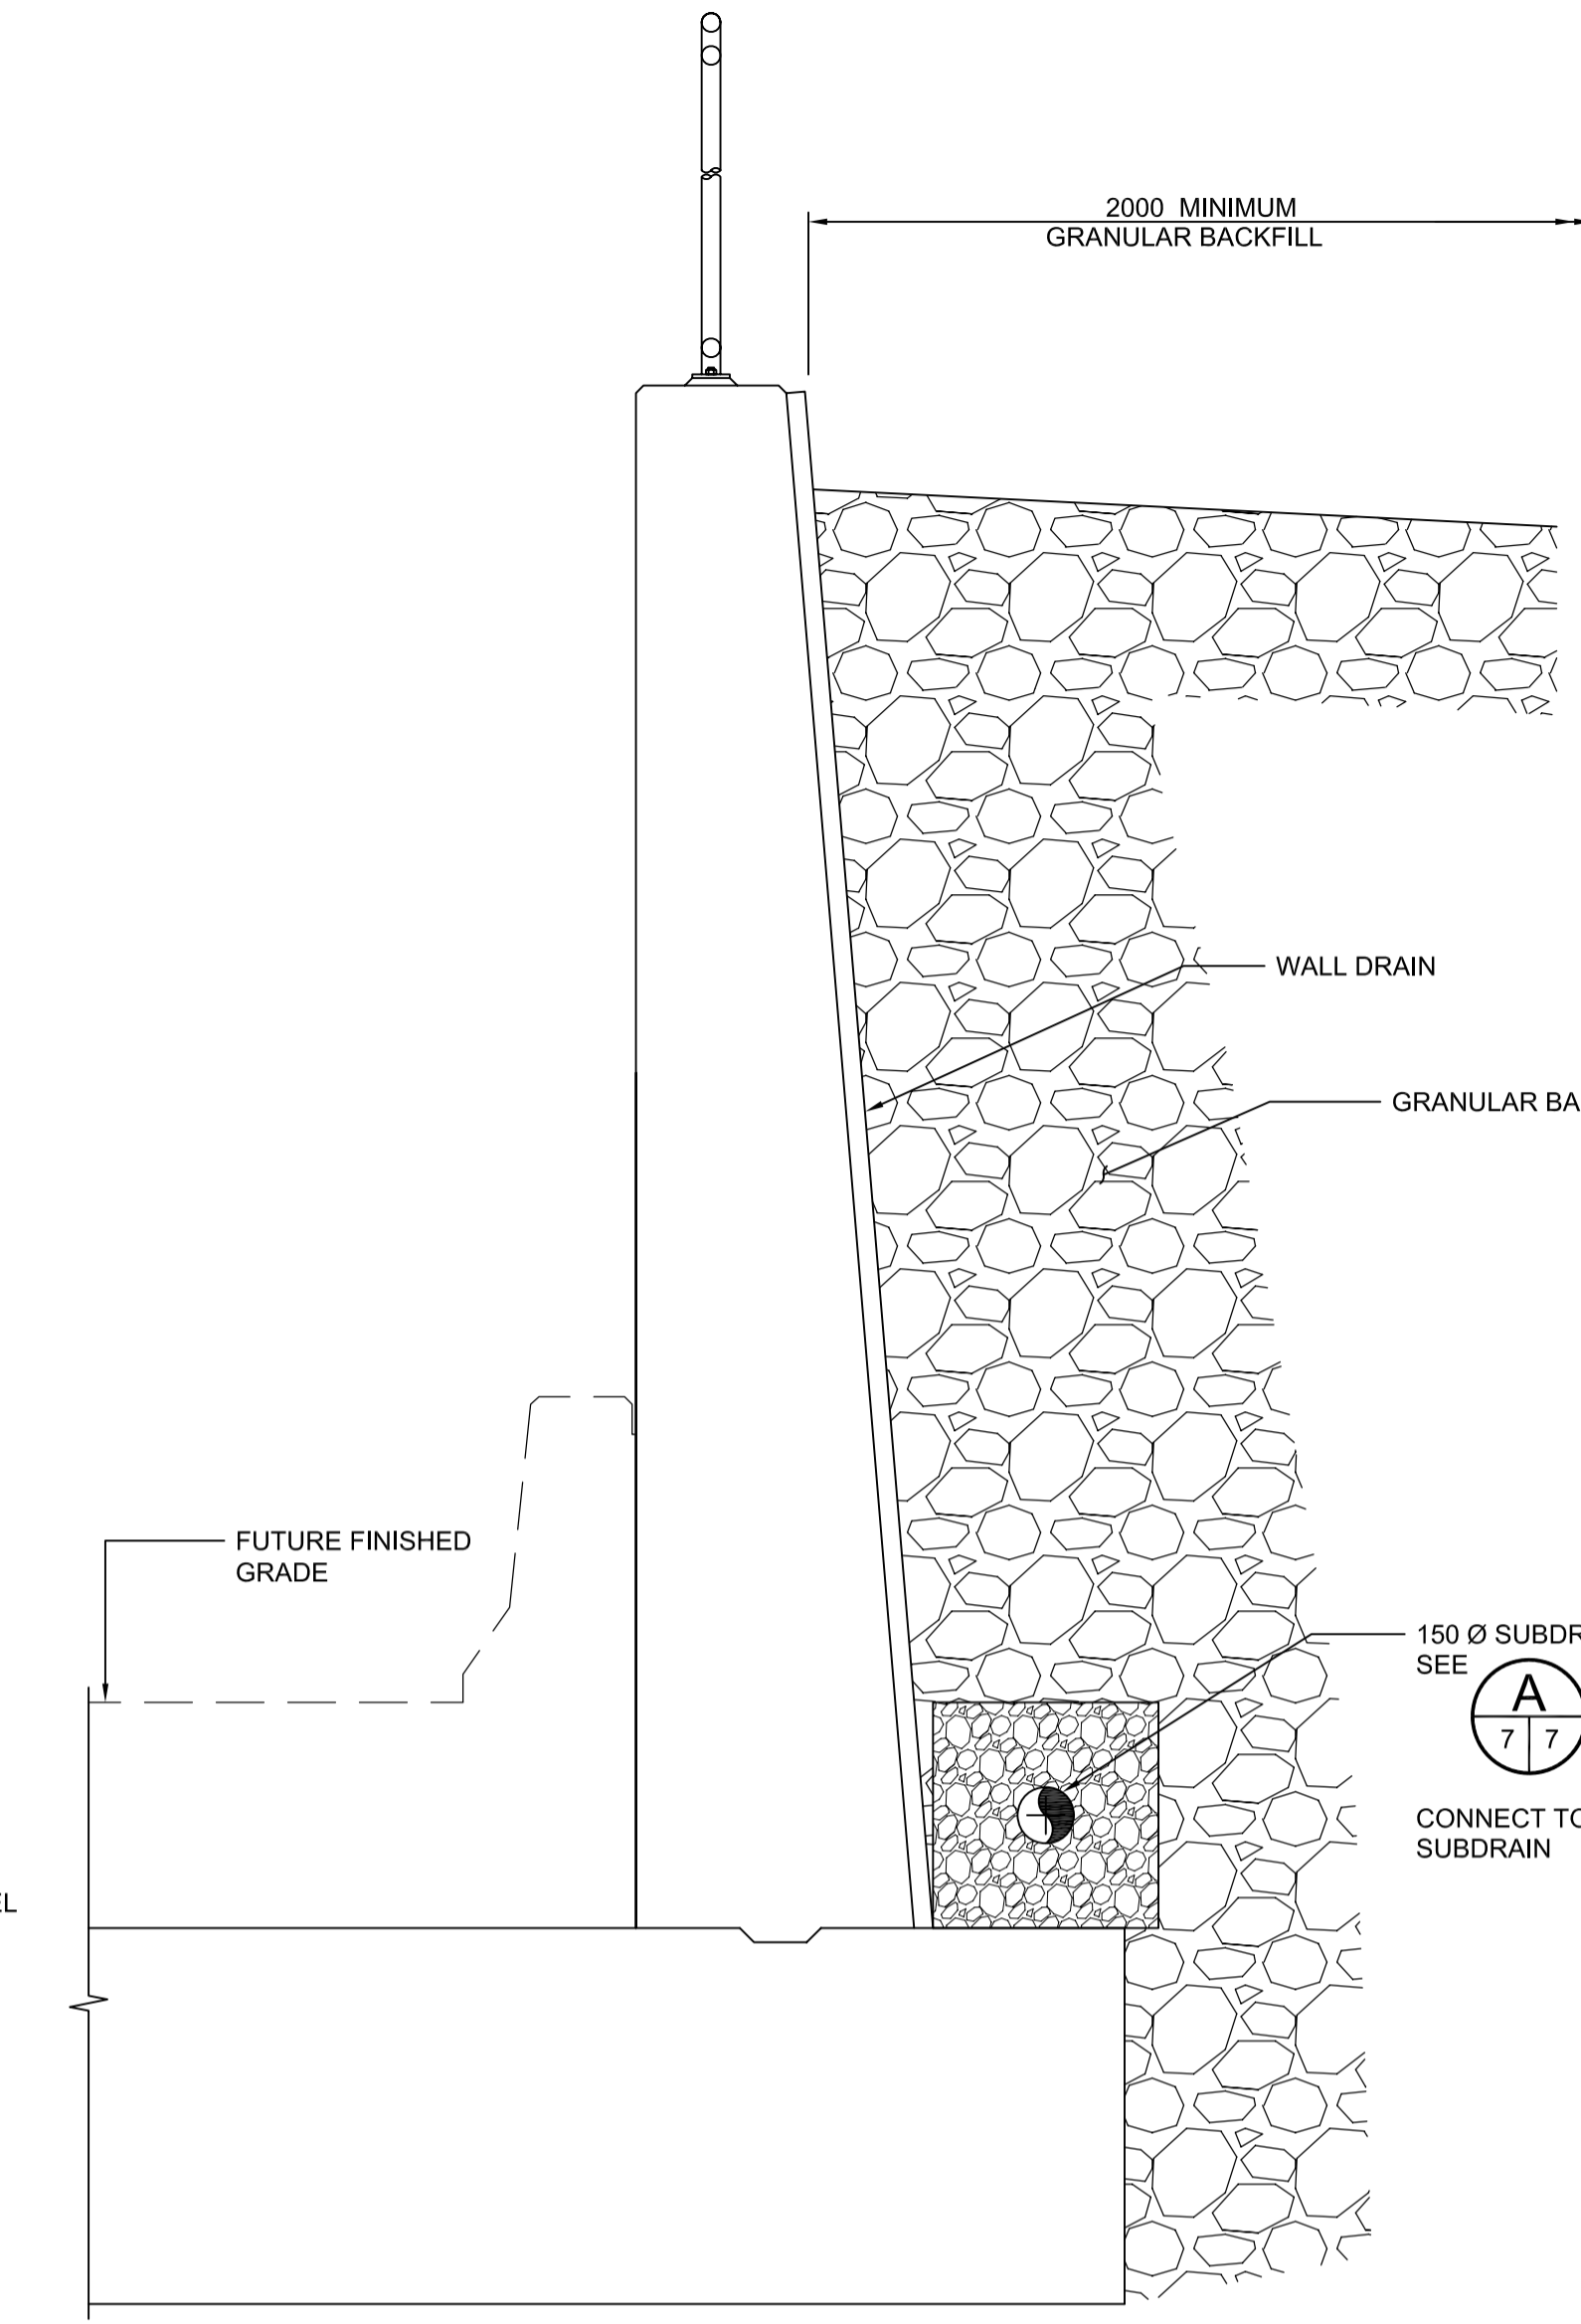 2000 MINIMUM
GRANULAR BACKFILL
WALL DRAIN
GRANULAR BA
FUTURE FINISHED
GRADE
150 Ø SUBDR
SEE
A
7 7
CONNECT TO
SUBDRAIN
EL